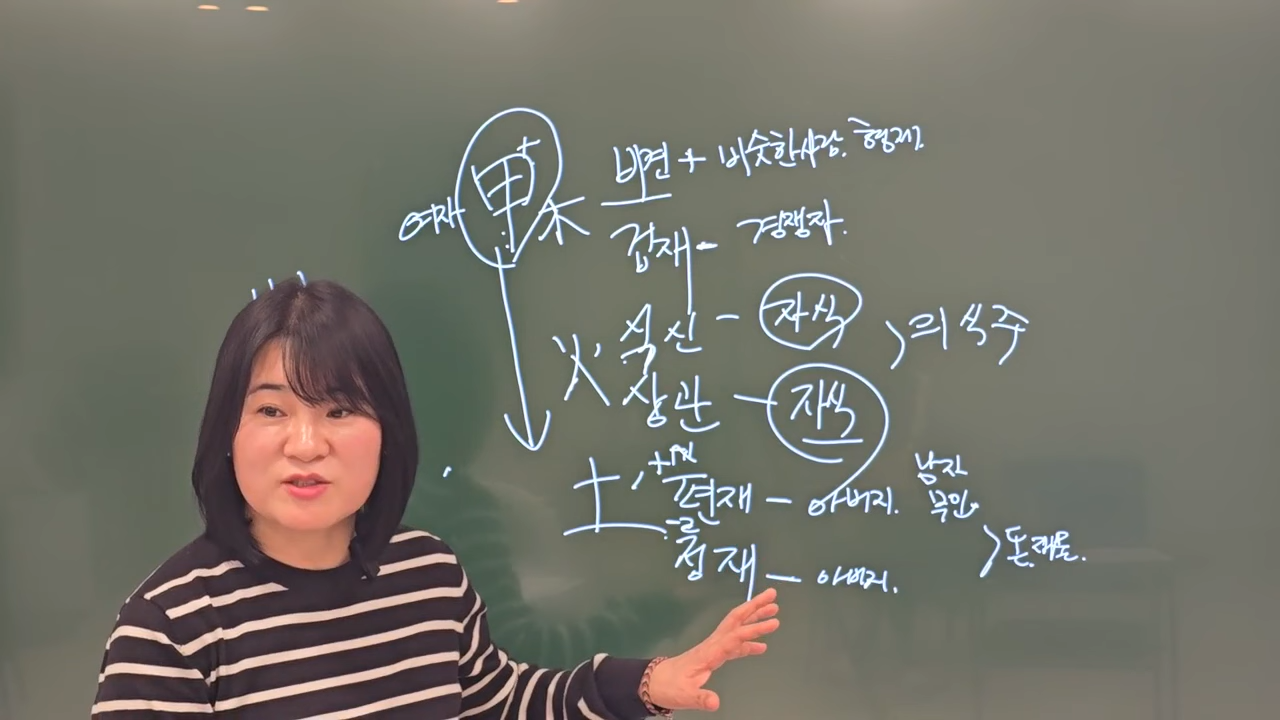 여자 甲+ 木 비견 + 비슷한사람. 형제.
겁재 - 경쟁자.
火 식신 - 자식 > 의식주
상관 - 자식
土 + 편재 - 아버지. 남자 부인.
- 정재 - 아버지. > 돈. 재물.